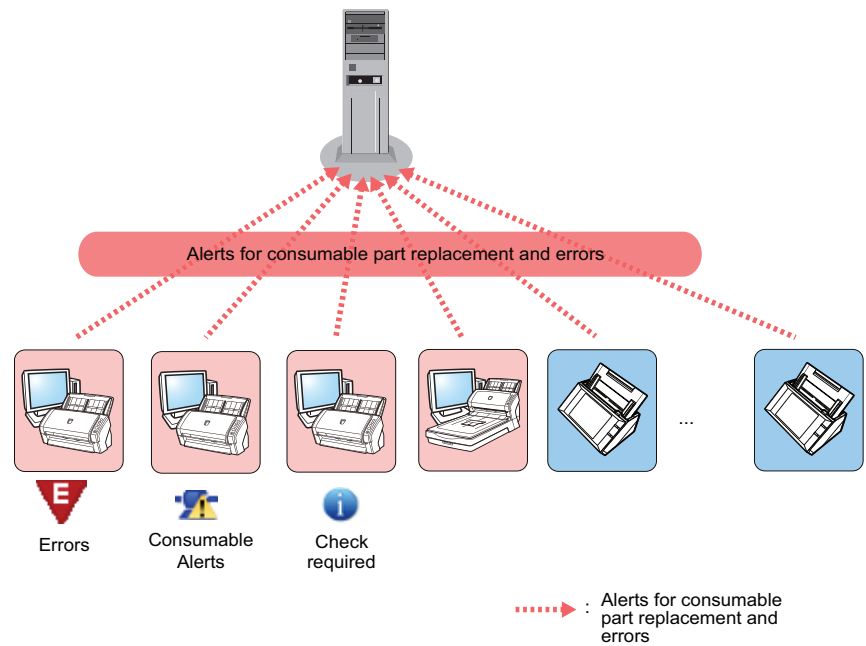 Alerts for consumable part replacement and errors
...
E
Errors
Consumable
Alerts
i
Check
required
: Alerts for consumable
part replacement and
errors